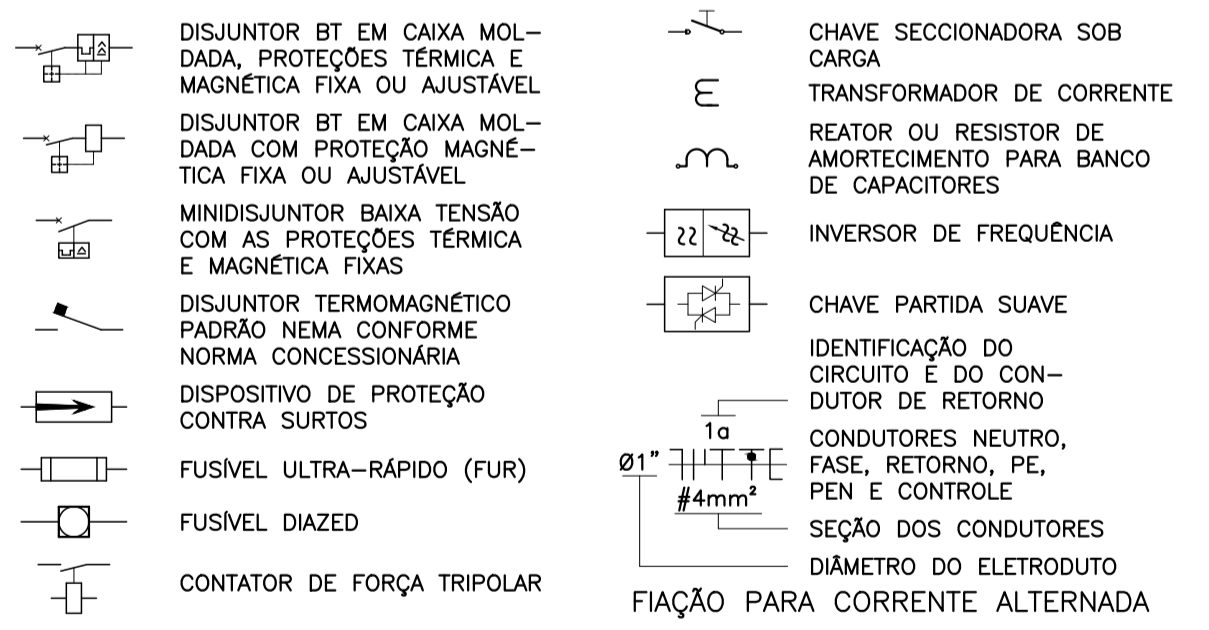 DISJUNTOR BT EM CAIXA MOL–
DADA, PROTEÇÕES TÉRMICA E
MAGNÉTICA FIXA OU AJUSTÁVEL
DISJUNTOR BT EM CAIXA MOL–
DADA COM PROTEÇÃO MAGNÉ–
TICA FIXA OU AJUSTÁVEL
MINIDISJUNTOR BAIXA TENSÃO
COM AS PROTEÇÕES TÉRMICA
E MAGNÉTICA FIXAS
DISJUNTOR TERMOMAGNÉTICO
PADRÃO NEMA CONFORME
NORMA CONCESSIONÁRIA
DISPOSITIVO DE PROTEÇÃO
CONTRA SURTOS
FUSÍVEL ULTRA–RÁPIDO (FUR)
FUSÍVEL DIAZED
CONTATOR DE FORÇA TRIPOLAR
CHAVE SECCIONADORA SOB
CARGA
TRANSFORMADOR DE CORRENTE
REATOR OU RESISTOR DE
AMORTECIMENTO PARA BANCO
DE CAPACITORES
INVERSOR DE FREQUÊNCIA
CHAVE PARTIDA SUAVE
IDENTIFICAÇÃO DO
CIRCUITO E DO CON–
DUTOR DE RETORNO
1a
Ø1"
#4mm²
CONDUTORES NEUTRO,
FASE, RETORNO, PE,
PEN E CONTROLE
SEÇÃO DOS CONDUTORES
DIÂMETRO DO ELETRODUTO
FIAÇÃO PARA CORRENTE ALTERNADA